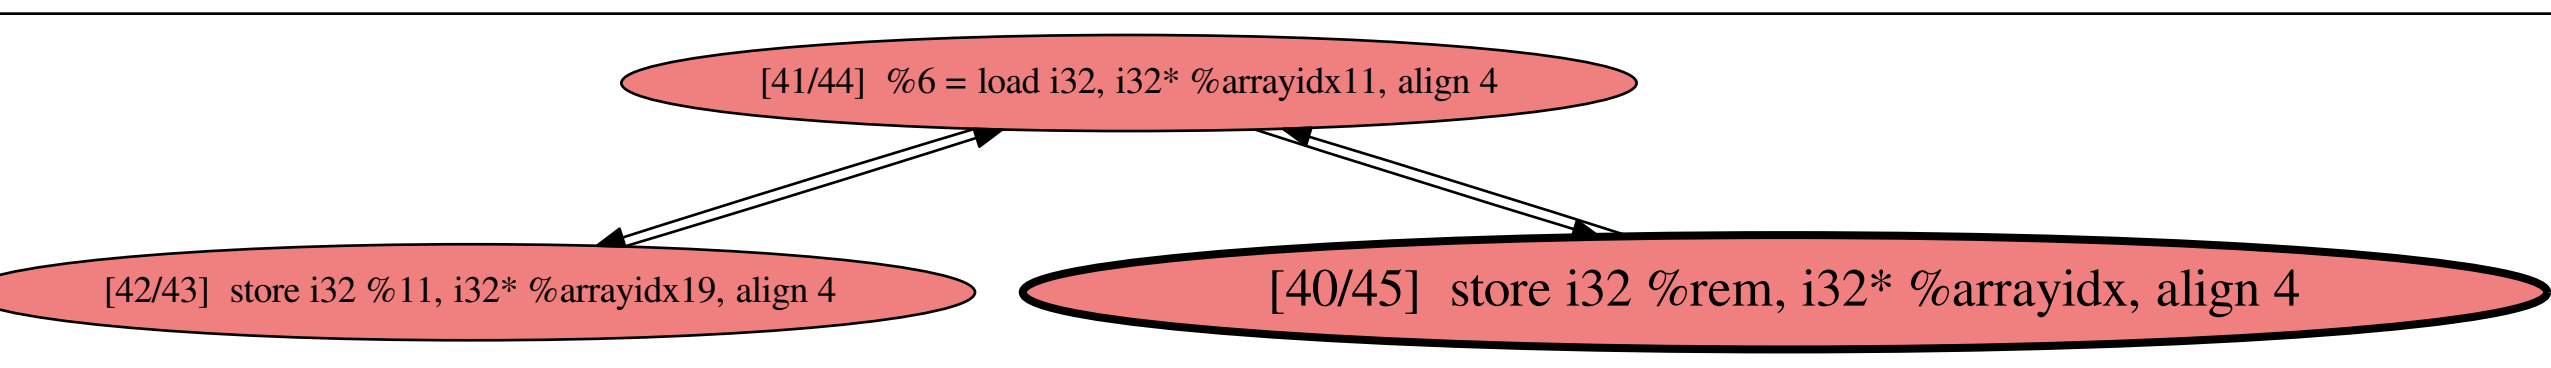 [41/44] %6 = load i32, i32* %arrayidx11, align 4
[42/43] store i32 %11, i32* %arrayidx19, align 4
[40/45] store i32 %rem, i32* %arrayidx, align 4